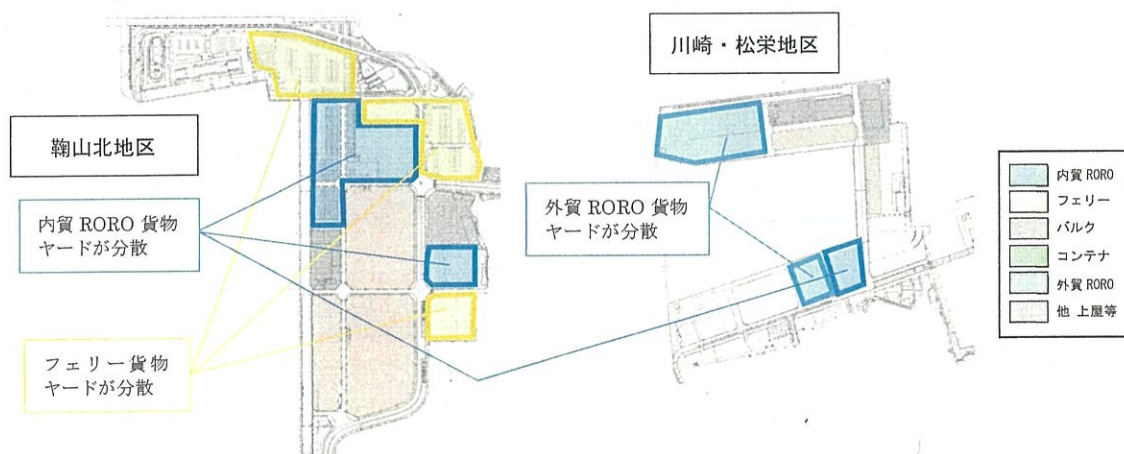 川崎・松栄地区
鞠山北地区
内貿 RORO 貨物
ヤードが分散
外貿 RORO 貨物
ヤードが分散
フェリー貨物
ヤードが分散
内貿 RORO
フェリー
バルク
コンテナ
外貿 RORO
他 上屋等